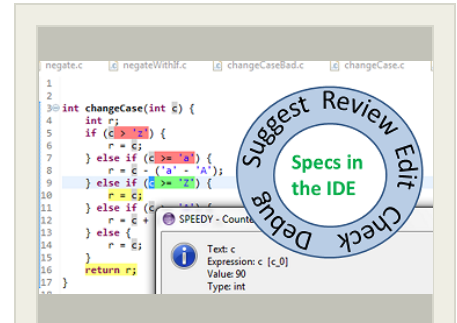 negate.c negateWithIf.c changeCaseBad.c changeCase.c
1
2
3 int changeCase(int c) {
4 int r;
5 if (c > 'z') {
6 r = c;
7 } else if (c >= 'a') {
8 r = c - ('a' - 'A');
9 } else if (c >= 'Z') {
10 r = c;
11 } else if (c
12 r = c +
13 } else {
14 r = c;
15 }
16 return r;
17 }
Suggest Review Edit Check Debug
Specs in
the IDE
SPEEDY - Counte
Text: c
Expression: c [c_0]
Value: 90
Type: int